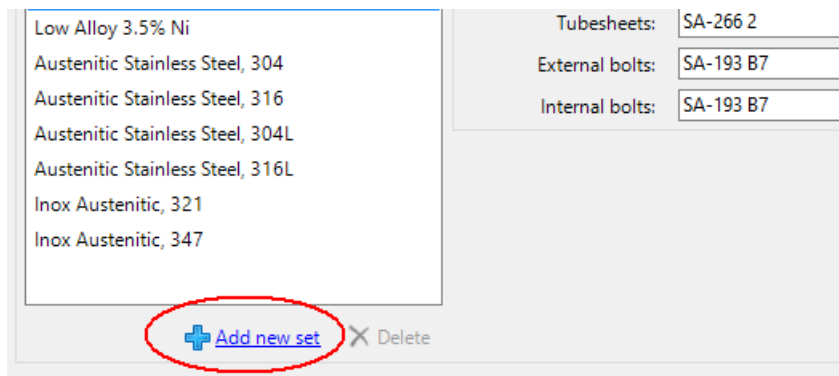 Low Alloy 3.5% Ni
Austenitic Stainless Steel, 304
Austenitic Stainless Steel, 316
Austenitic Stainless Steel, 304L
Austenitic Stainless Steel, 316L
Inox Austenitic, 321
Inox Austenitic, 347
Add new set Delete
Tubesheets: SA-266 2
External bolts: SA-193 B7
Internal bolts: SA-193 B7